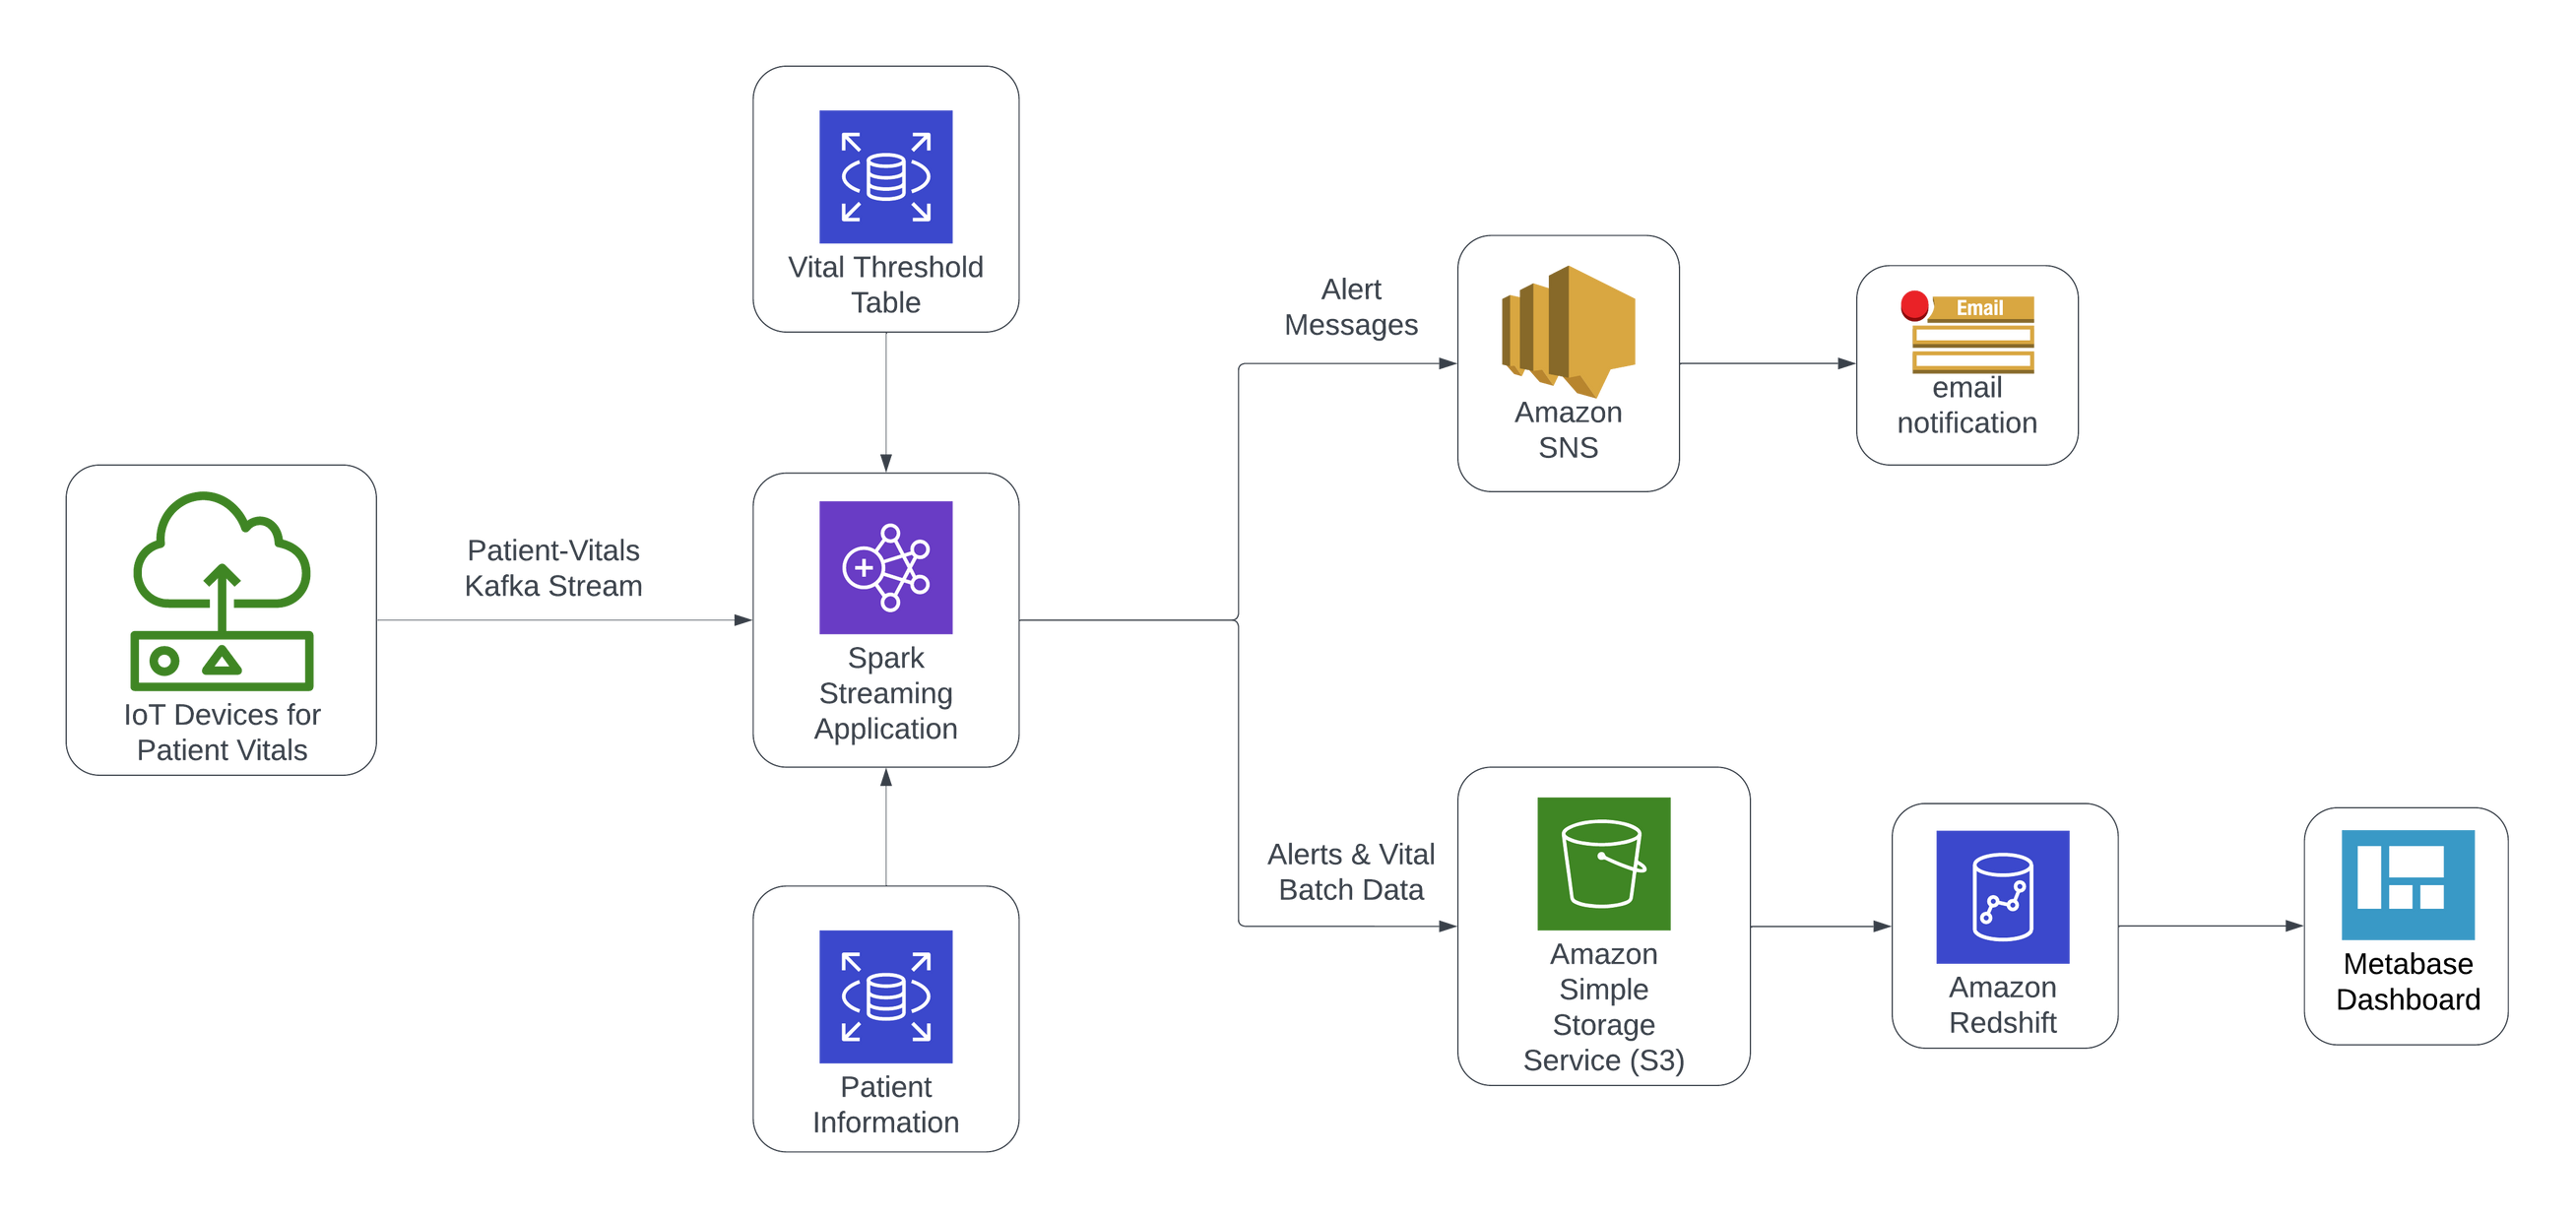 Vital Threshold
Table
Alert
Messages
Email
email
notification
Amazon
SNS
Patient-Vitals
Kafka Stream
IoT Devices for
Patient Vitals
Spark
Streaming
Application
Alerts & Vital
Batch Data
Patient
Information
Amazon
Simple
Storage
Service (S3)
Amazon
Redshift
Metabase
Dashboard